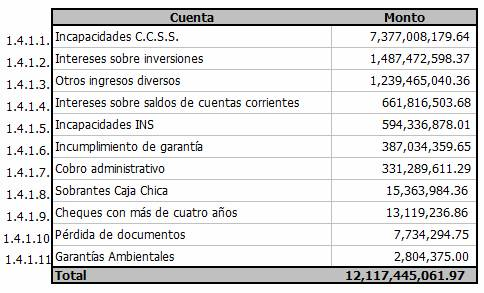 Cuenta Monto
1.4.1.1. Incapacidades C.C.S.S. 7,377,008,179.64
1.4.1.2. Intereses sobre inversiones 1,487,472,598.37
1.4.1.3. Otros ingresos diversos 1,239,465,040.36
1.4.1.4. Intereses sobre saldos de cuentas corrientes 661,816,503.68
1.4.1.5. Incapacidades INS 594,336,878.01
1.4.1.6. Incumplimiento de garantía 387,034,359.65
1.4.1.7. Cobro administrativo 331,289,611.29
1.4.1.8. Sobrantes Caja Chica 15,363,984.36
1.4.1.9. Cheques con más de cuatro años 13,119,236.86
1.4.1.10 Pérdida de documentos 7,734,294.75
1.4.1.11 Garantías Ambientales 2,804,375.00
Total 12,117,445,061.97